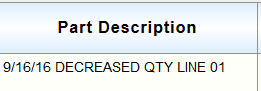 Part Description
9/16/16 DECREASED QTY LINE 01